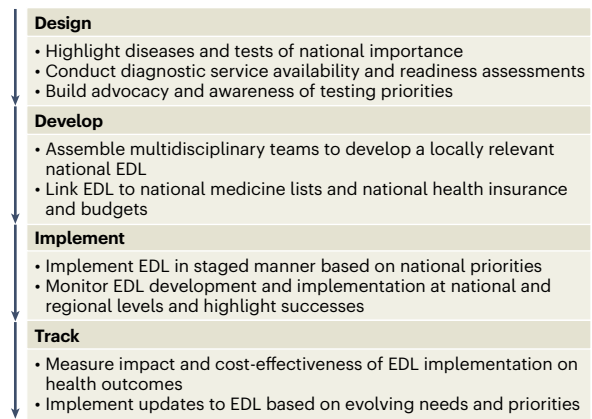 Design
• Highlight diseases and tests of national importance
• Conduct diagnostic service availability and readiness assessments
• Build advocacy and awareness of testing priorities
Develop
• Assemble multidisciplinary teams to develop a locally relevant
national EDL
• Link EDL to national medicine lists and national health insurance
and budgets
Implement
• Implement EDL in staged manner based on national priorities
• Monitor EDL development and implementation at national and
regional levels and highlight successes
Track
• Measure impact and cost-effectiveness of EDL implementation on
health outcomes
• Implement updates to EDL based on evolving needs and priorities